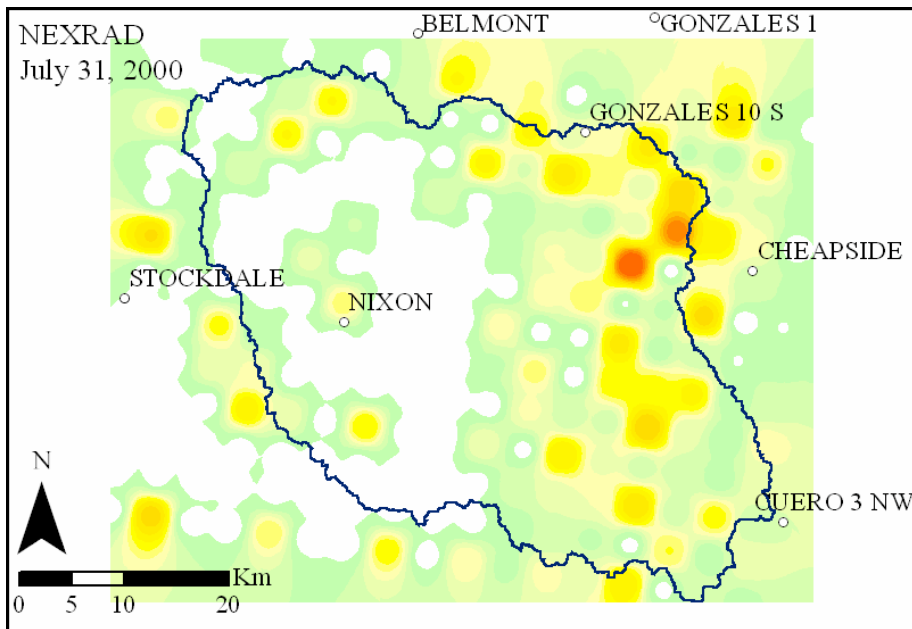 NEXRAD
July 31, 2000
BELMONT
GONZALES 1
GONZALES 10 S
CHEAPSIDE
STOCKDALE
NIXON
CUERO 3 NW
N
Km
0 5 10 20